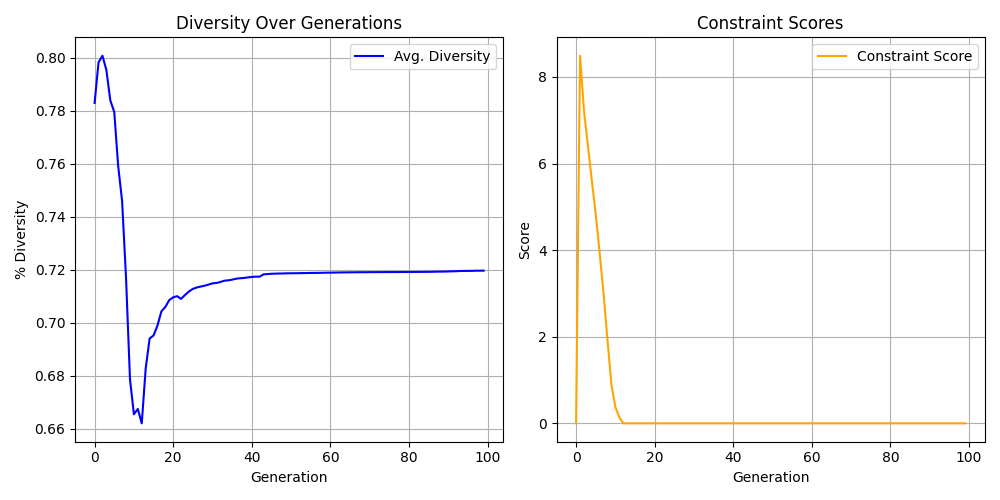 Diversity Over Generations
Avg. Diversity
% Diversity
0.80
0.78
0.76
0.74
0.72
0.70
0.68
0.66
0 20 40 60 80 100
Generation
Constraint Scores
Constraint Score
Score
8
6
4
2
0
0 20 40 60 80 100
Generation